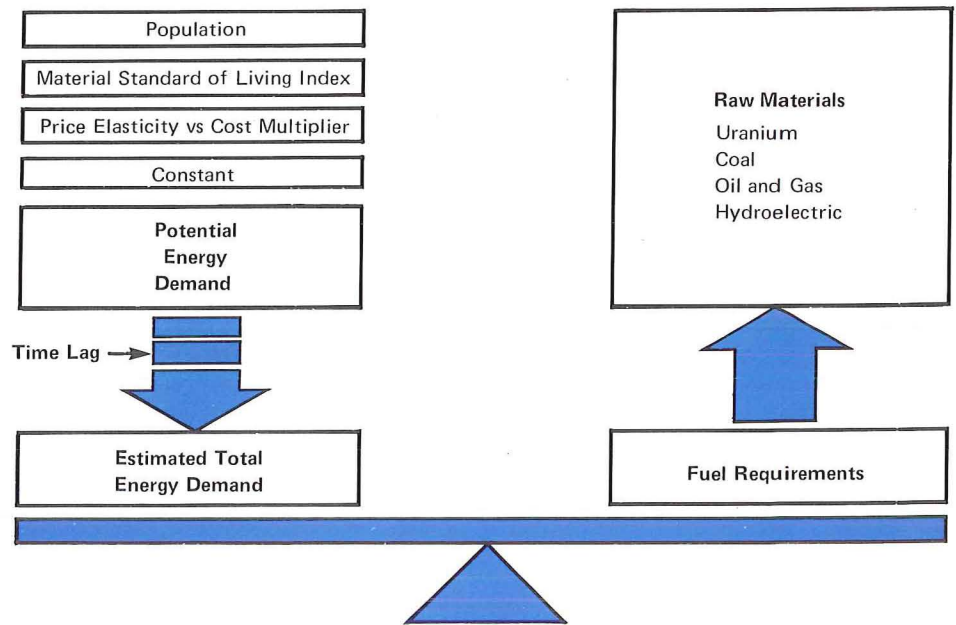 Population
Material Standard of Living Index
Price Elasticity vs Cost Multiplier
Constant
Potential
Energy
Demand
Time Lag
Estimated Total
Energy Demand
Raw Materials
Uranium
Coal
Oil and Gas
Hydroelectric
Fuel Requirements